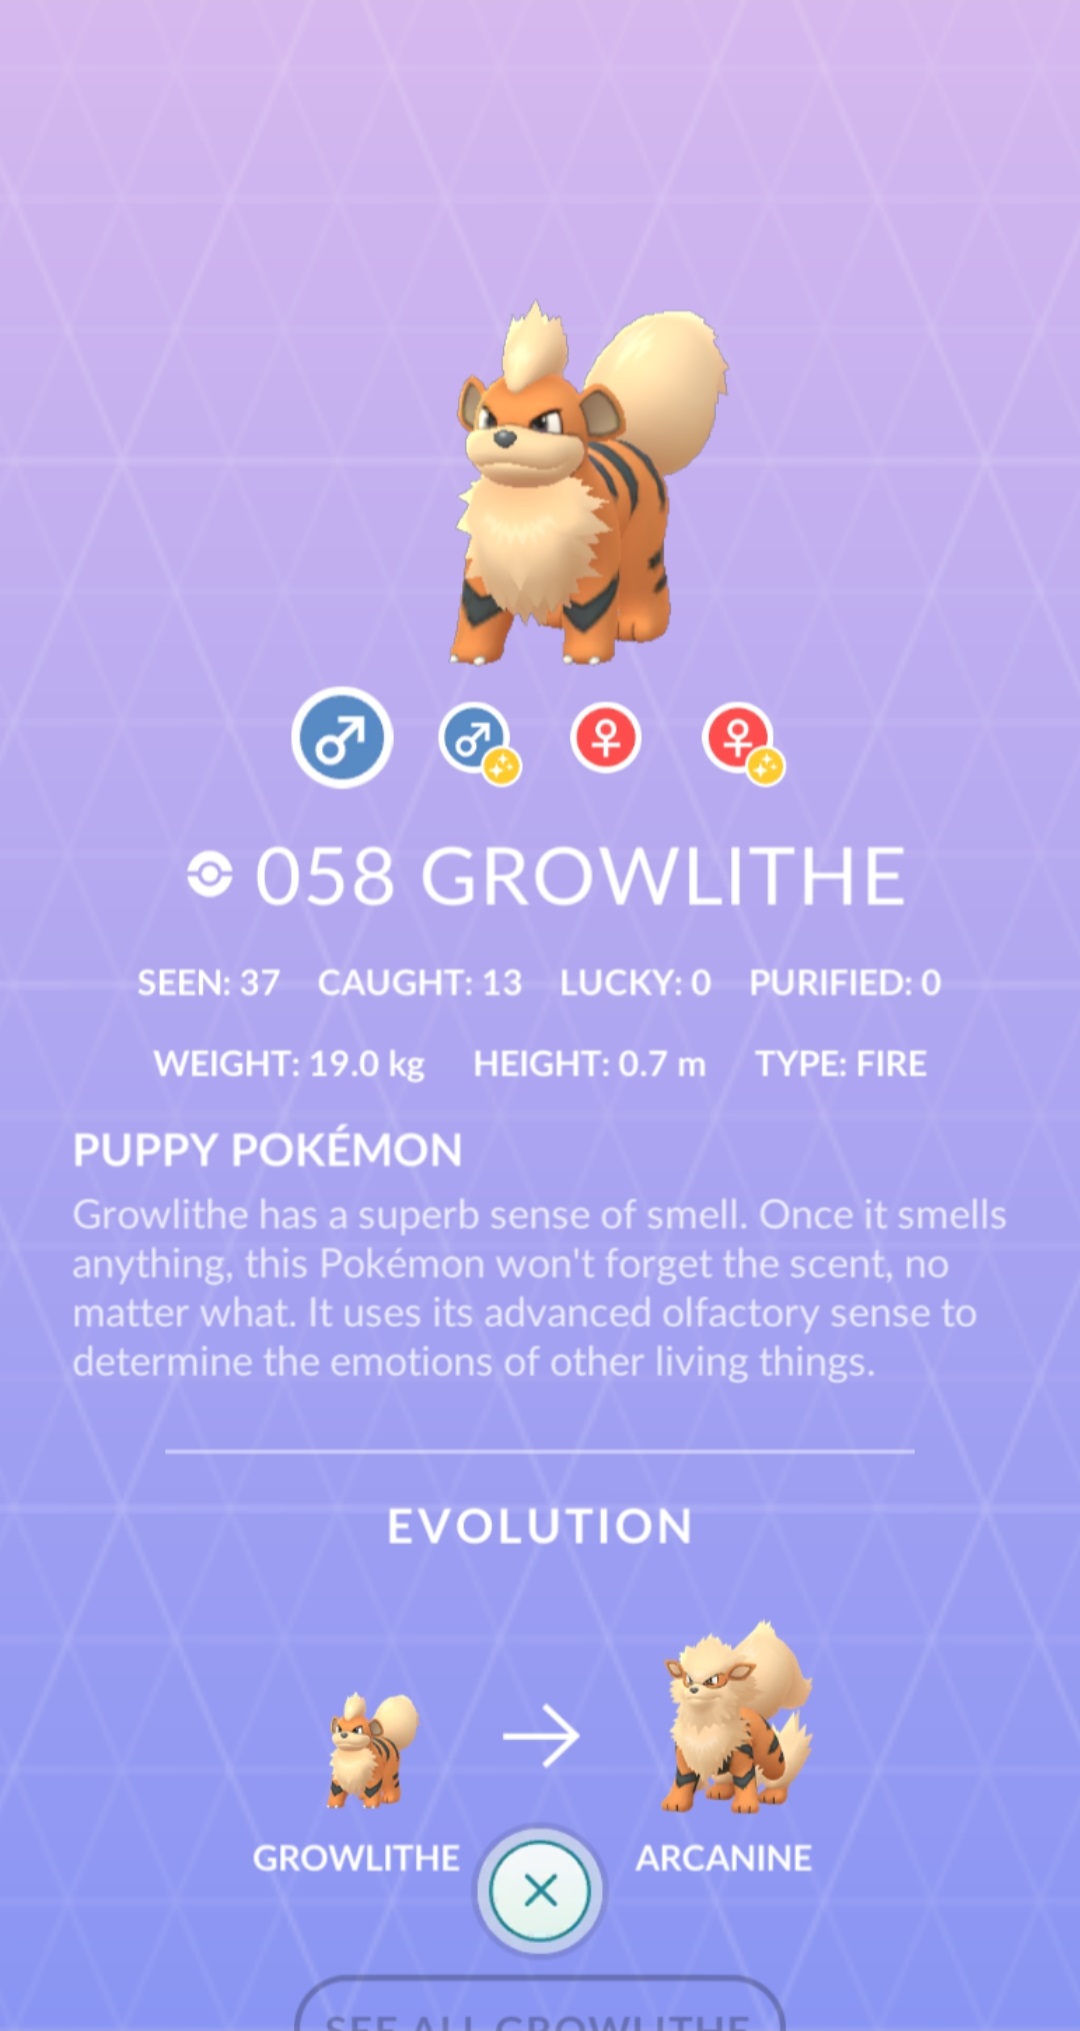 058 GROWLITHE
SEEN: 37 CAUGHT: 13 LUCKY: 0 PURIFIED: 0
WEIGHT: 19.0 kg HEIGHT: 0.7 m TYPE: FIRE
PUPPY POKÉMON
Growlithe has a superb sense of smell. Once it smells
anything, this Pokémon won't forget the scent, no
matter what. It uses its advanced olfactory sense to
determine the emotions of other living things.
EVOLUTION
GROWLITHE ARCANINE
SEE ALL GROWLITHE